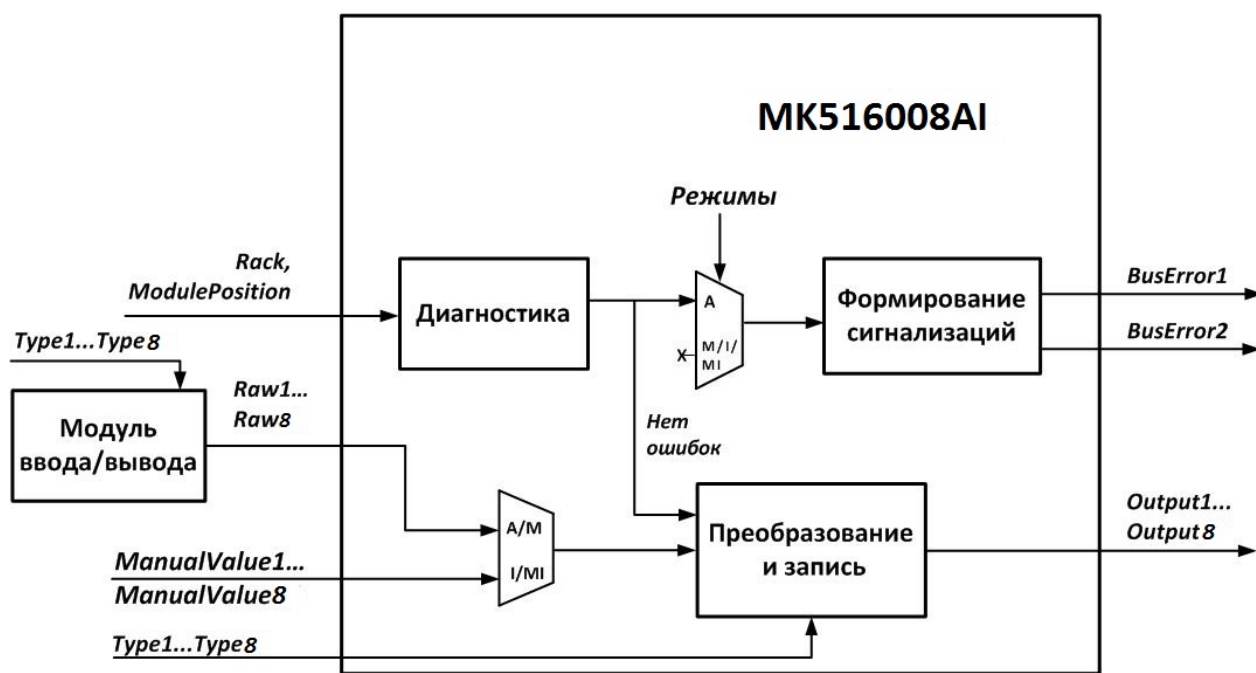 MK516008AI
Режимы
Rack,
ModulePosition
Диагностика
A
X
M/I/
MI
Формирование
сигнализаций
BusError1
BusError2
Type1...Type8
Модуль
ввода/вывода
Raw1...
Raw8
Нет
ошибок
A/M
I/MI
Преобразование
и запись
Output1...
Output8
ManualValue1...
ManualValue8
Type1...Type8